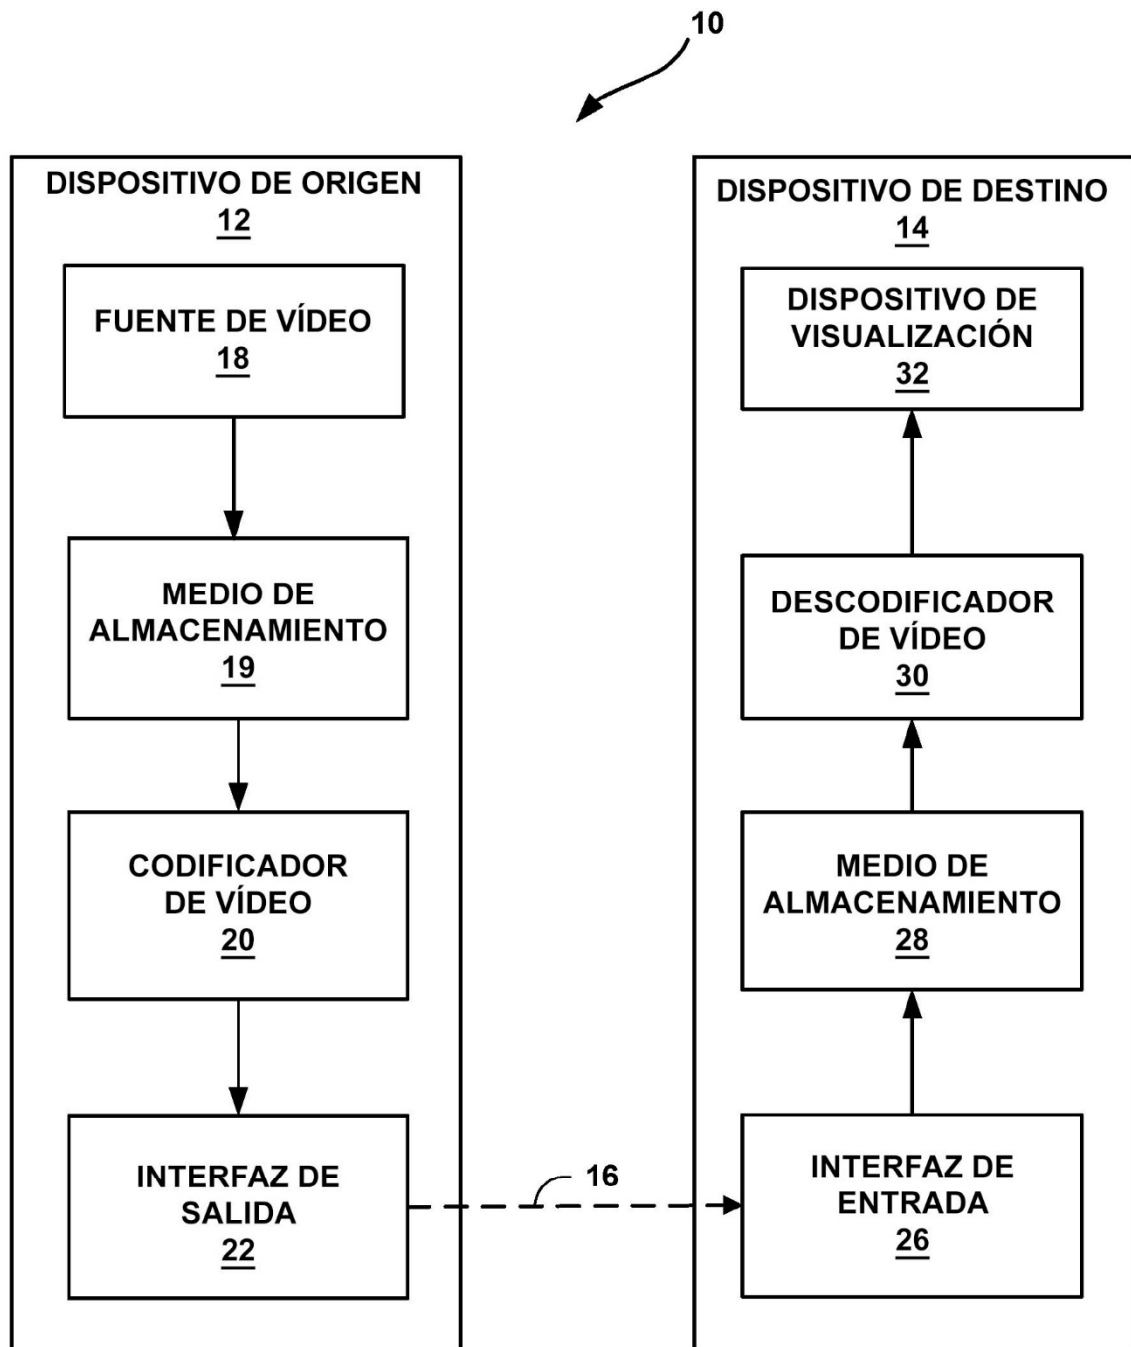 10
DISPOSITIVO DE ORIGEN
12
FUENTE DE VÍDEO
18
MEDIO DE
ALMACENAMIENTO
19
CODIFICADOR
DE VÍDEO
20
INTERFAZ DE
SALIDA
22
16
DISPOSITIVO DE DESTINO
14
DISPOSITIVO DE
VISUALIZACIÓN
32
DESCODIFICADOR
DE VÍDEO
30
MEDIO DE
ALMACENAMIENTO
28
INTERFAZ DE
ENTRADA
26